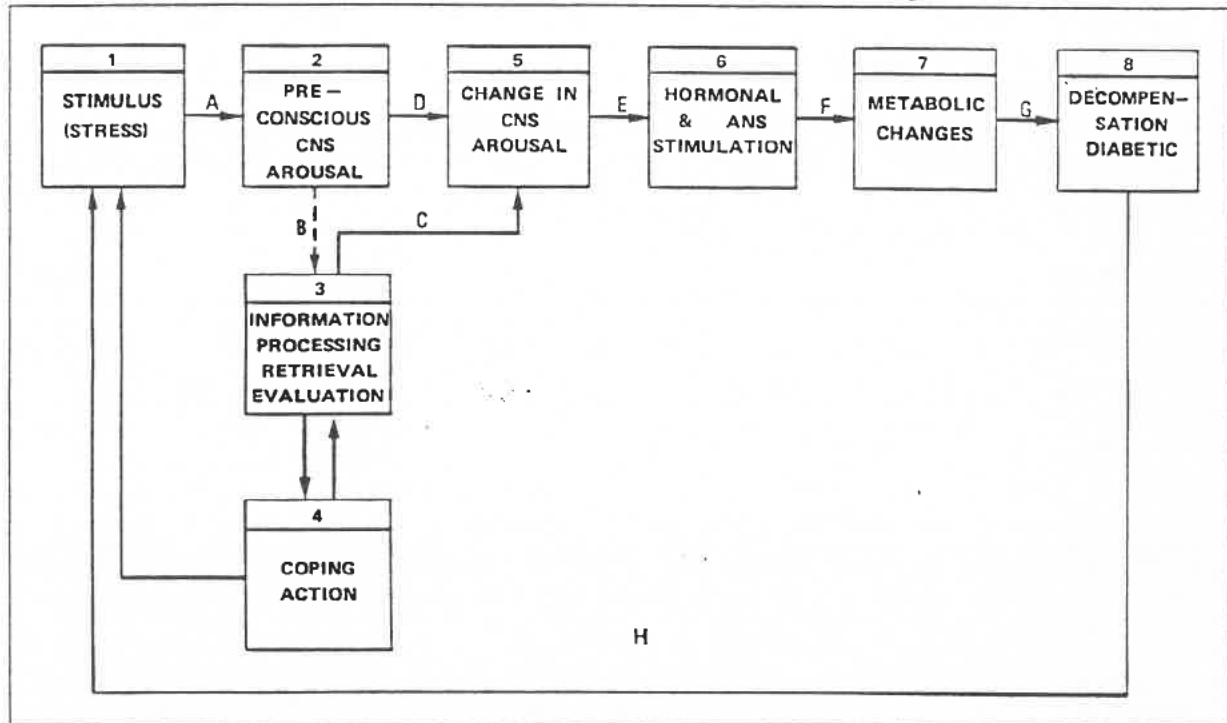 1
STIMULUS
(STRESS)
A
2
PRE–
CONSCIOUS
CNS
AROUSAL
D
5
CHANGE IN
CNS
AROUSAL
E
6
HORMONAL
& ANS
STIMULATION
F
7
METABOLIC
CHANGES
G
8
DECOMPEN-
SATION
DIABETIC
B
C
3
INFORMATION
PROCESSING
RETRIEVAL
EVALUATION
4
COPING
ACTION
H